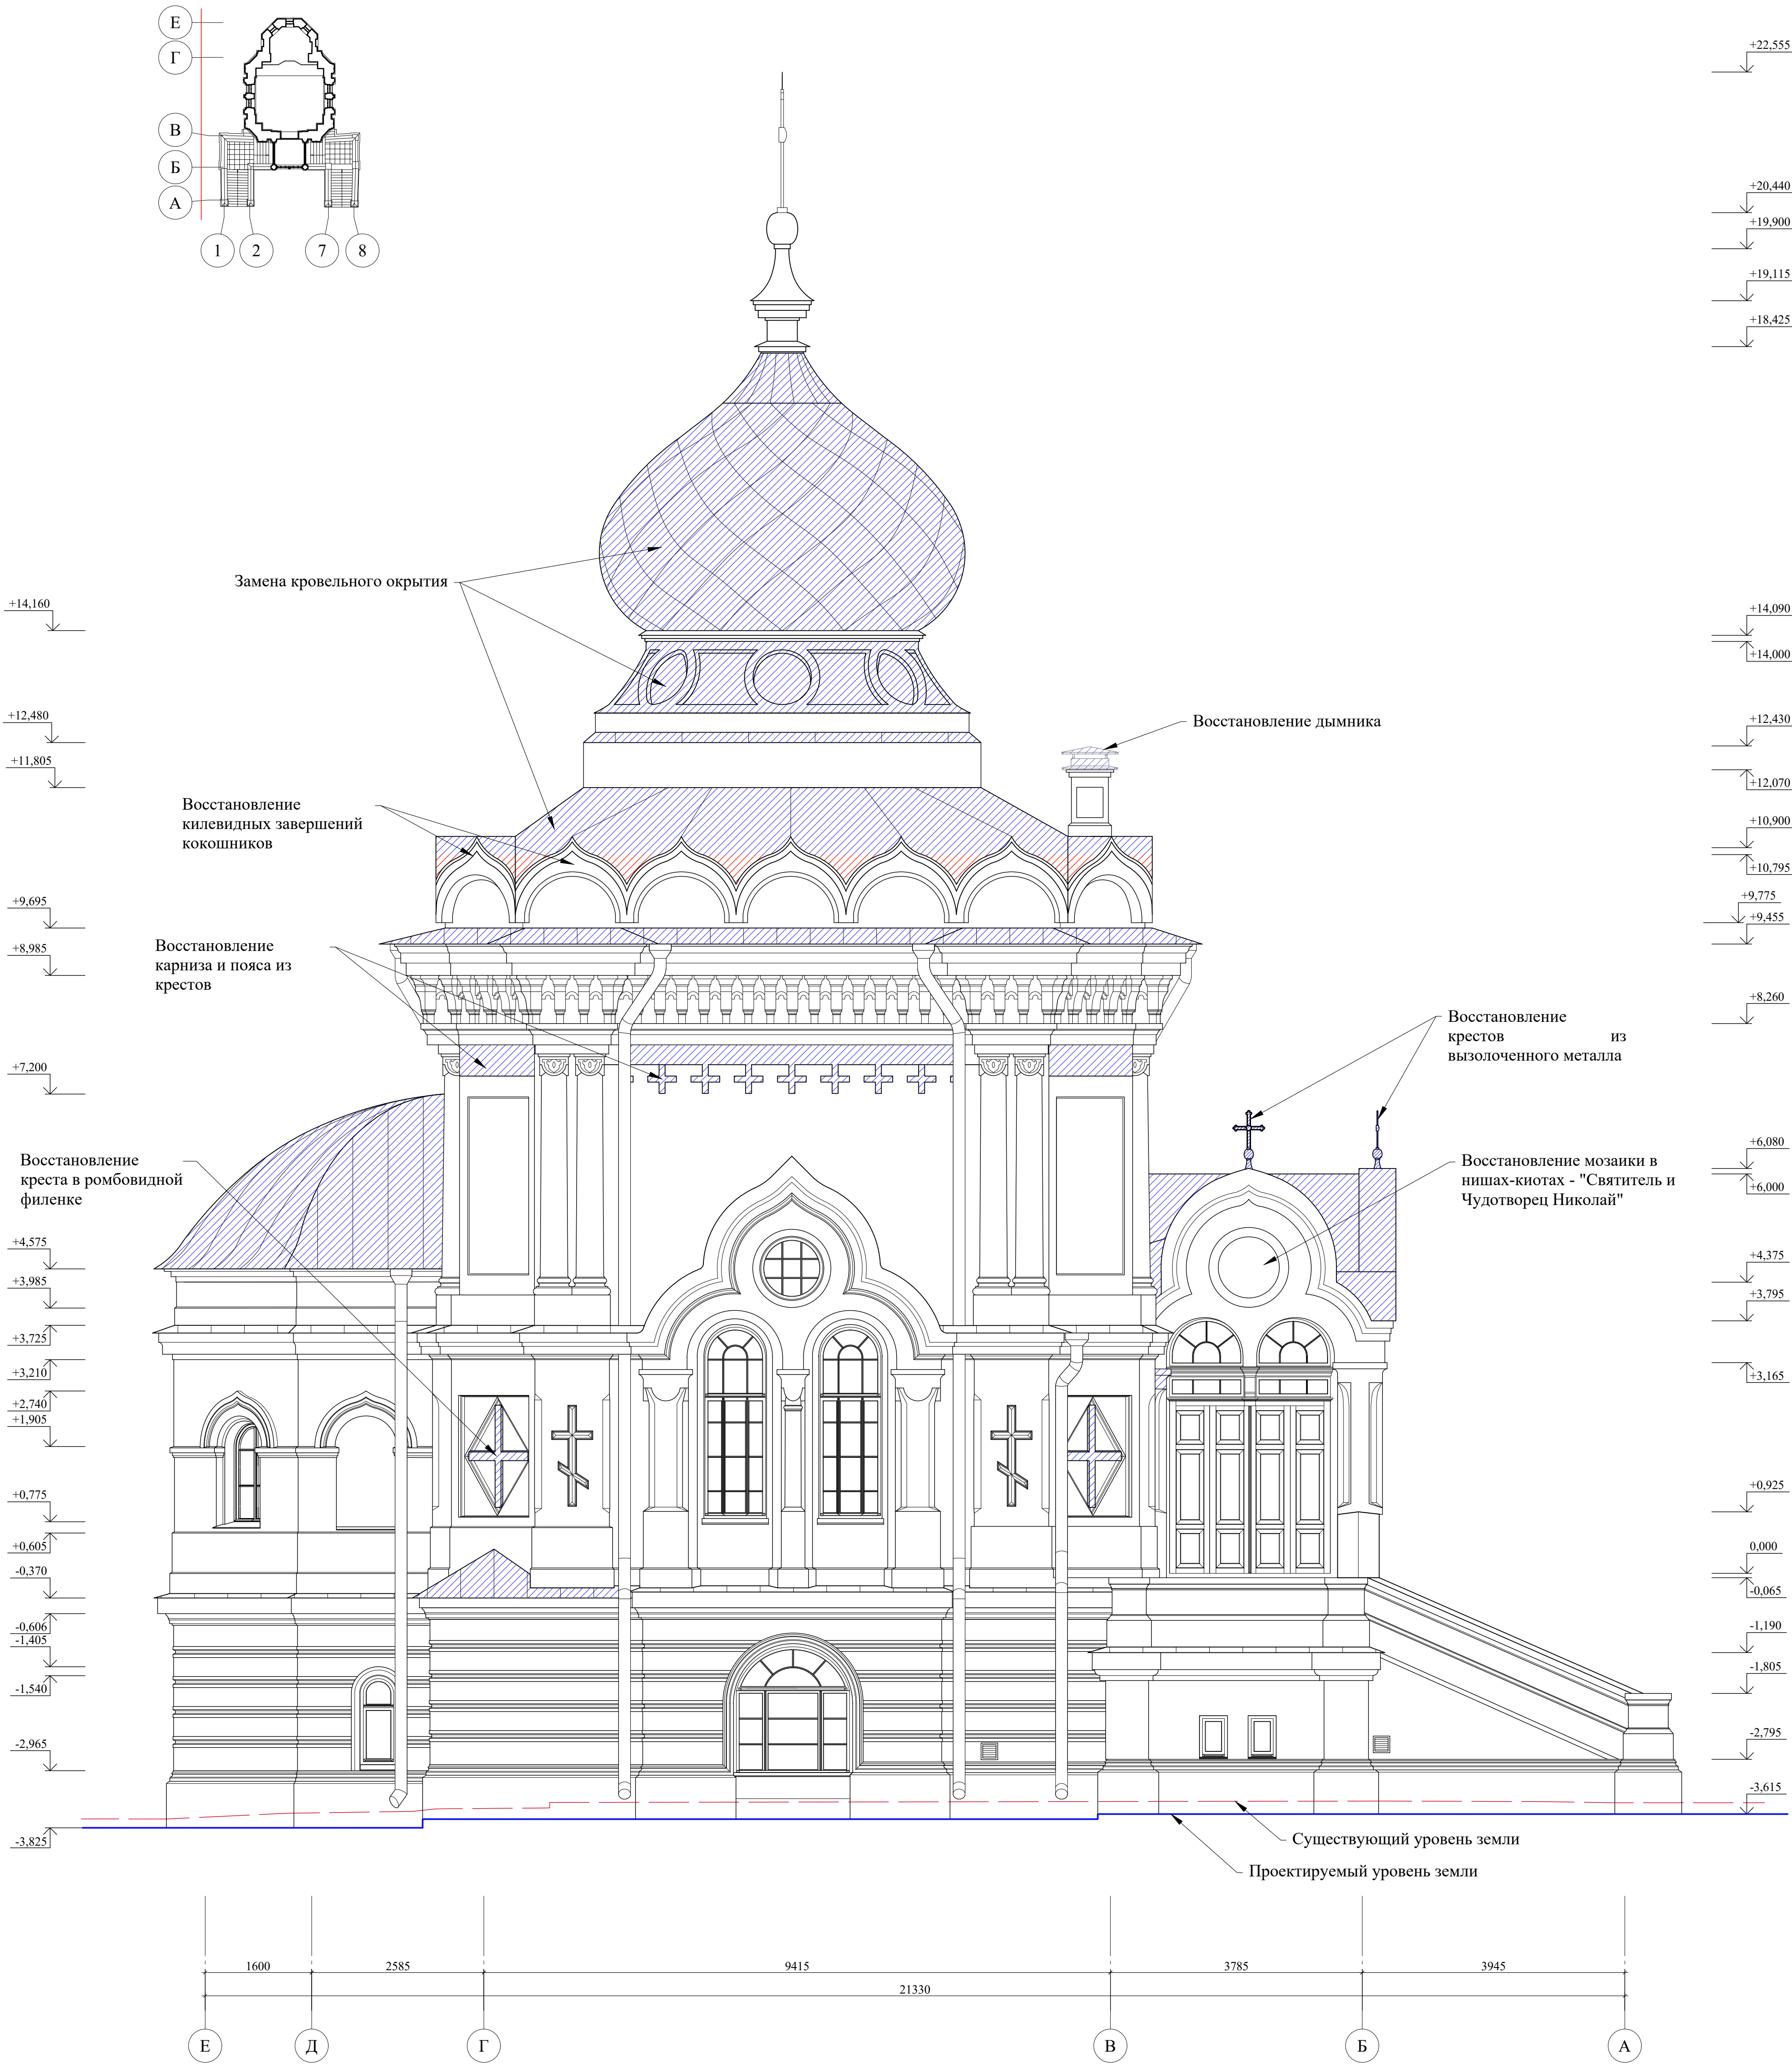 Е
Г
В
Б
А
1
2
7
8
+22,555
+20,440
+19,900
+19,115
+18,425
Замена кровельного окрытия
+14,160
+14,090
+14,000
+12,480
Восстановление дымника
+12,430
+11,805
+12,070
Восстановление
килевидных завершений
кокошников
+10,900
+10,795
+9,695
+9,775
+9,455
Восстановление
карниза и пояса из
крестов
+8,985
+8,260
Восстановление
крестов из
вызолоченного металла
+7,200
+6,080
+6,000
Восстановление
креста в ромбовидной
филенке
Восстановление мозаики в
нишах-киотах - "Святитель и
Чудотворец Николай"
+4,575
+3,985
+3,725
+3,210
+2,740
+1,905
+0,775
+0,605
-0,370
-0,606
-1,405
-1,540
-2,965
-3,825
+4,375
+3,795
+3,165
+0,925
0,000
-0,065
-1,190
-1,805
-2,795
-3,615
Существующий уровень земли
Проектируемый уровень земли
1600
2585
9415
3785
3945
21330
Е
Д
Г
В
Б
А